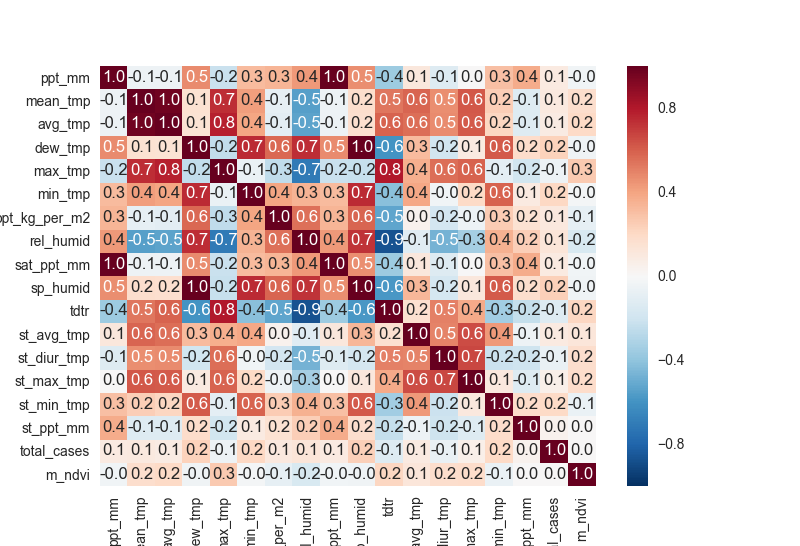 ppt_mm 1.0 -0.1 -0.1 0.5 -0.2 0.3 0.3 0.4 1.0 0.5 -0.4 0.1 -0.1 0.0 0.3 0.4 0.1 -0.0
mean_tmp -0.1 1.0 1.0 0.1 0.7 0.4 -0.1 -0.5 -0.1 0.2 0.5 0.6 0.5 0.6 0.2 -0.1 0.1 0.2
avg_tmp -0.1 1.0 1.0 0.1 0.8 0.4 -0.1 -0.5 -0.1 0.2 0.6 0.6 0.5 0.6 0.2 -0.1 0.1 0.2
dew_tmp 0.5 0.1 0.1 1.0 -0.2 0.7 0.6 0.7 0.5 1.0 -0.6 0.3 -0.2 0.1 0.6 0.2 0.2 -0.0
max_tmp -0.2 0.7 0.8 -0.2 1.0 -0.1 -0.3 -0.7 -0.2 -0.2 0.8 0.4 0.6 0.6 -0.1 -0.2 -0.1 0.3
min_tmp 0.3 0.4 0.4 0.7 -0.1 1.0 0.4 0.3 0.3 0.7 -0.4 0.4 -0.0 0.2 0.6 0.1 0.2 -0.0
ppt_kg_per_m2 0.3 -0.1 -0.1 0.6 -0.3 0.4 1.0 0.6 0.3 0.6 -0.5 0.0 -0.2 -0.0 0.3 0.2 0.1 -0.1
rel_humid 0.4 -0.5 -0.5 0.7 -0.7 0.3 0.6 1.0 0.4 0.7 -0.9 -0.1 -0.5 -0.3 0.4 0.2 0.1 -0.2
sat_ppt_mm 1.0 -0.1 -0.1 0.5 -0.2 0.3 0.3 0.4 1.0 0.5 -0.4 0.1 -0.1 0.0 0.3 0.4 0.1 -0.0
sp_humid 0.5 0.2 0.2 1.0 -0.2 0.7 0.6 0.7 0.5 1.0 -0.6 0.3 -0.2 0.1 0.6 0.2 0.2 -0.0
tdtr -0.4 0.5 0.6 -0.6 0.8 -0.4 -0.5 -0.9 -0.4 -0.6 1.0 0.2 0.5 0.4 -0.3 -0.2 -0.1 0.2
st_avg_tmp 0.1 0.6 0.6 0.3 0.4 0.4 0.0 -0.1 0.1 0.3 0.2 1.0 0.5 0.6 0.4 -0.1 0.1 0.1
st_diur_tmp -0.1 0.5 0.5 -0.2 0.6 -0.0 -0.2 -0.5 -0.1 -0.2 0.5 0.5 1.0 0.7 -0.2 -0.2 -0.1 0.2
st_max_tmp 0.0 0.6 0.6 0.1 0.6 0.2 -0.0 -0.3 0.0 0.1 0.4 0.6 0.7 1.0 0.1 -0.1 0.1 0.2
st_min_tmp 0.3 0.2 0.2 0.6 -0.1 0.6 0.3 0.4 0.3 0.6 -0.3 0.4 -0.2 0.1 1.0 0.2 0.2 -0.1
st_ppt_mm 0.4 -0.1 -0.1 0.2 -0.2 0.1 0.2 0.2 0.4 0.2 -0.2 -0.1 -0.2 -0.1 0.2 1.0 0.0 0.0
total_cases 0.1 0.1 0.1 0.2 -0.1 0.2 0.1 0.1 0.1 0.2 -0.1 0.1 -0.1 0.1 0.2 0.0 1.0 0.0
m_ndvi -0.0 0.2 0.2 -0.0 0.3 -0.0 -0.1 -0.2 -0.0 -0.0 0.2 0.1 0.2 0.2 -0.1 0.0 0.0 1.0
ppt_mm ean_tmp avg_tmp ew_tmp max_tmp min_tmp per_m2 l_humid ppt_mm p_humid tdtr avg_tmp diur_tmp max_tmp min_tmp ppt_mm l_cases m_ndvi
0.8
0.4
0.0
−0.4
−0.8